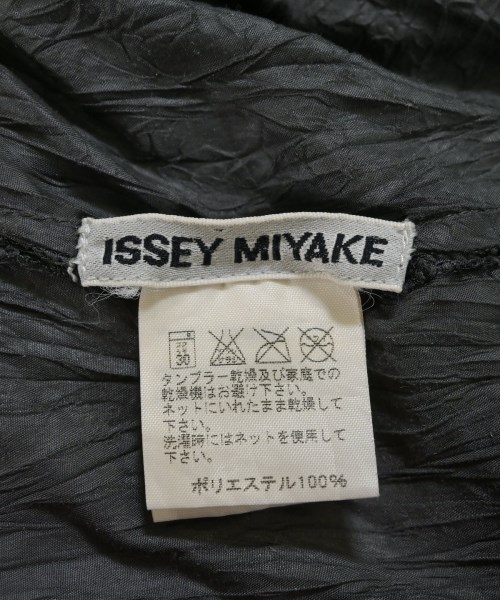 ISSEY MIYAKE
30
タンブラー乾燥及び家庭での
乾燥機はお避け下さい。
ネットにいれたまま乾燥して
下さい。
洗濯時にはネットを使用して
下さい。
ポリエステル100%